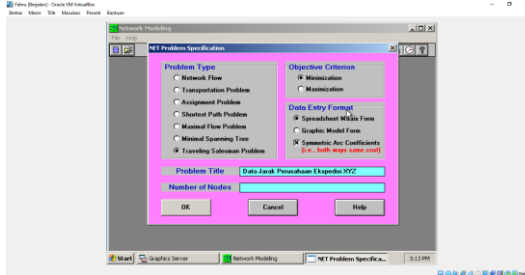 Fahru [Berjalan] - Oracle VM VirtualBox
Berkas Mesin Tilik Masukan Peranti Bantuan
Network Modeling
File Help
NET Problem Specification
Problem Type
Network Flow
Transportation Problem
Assignment Problem
Shortest Path Problem
Maximal Flow Problem
Minimal Spanning Tree
Traveling Salesman Problem
Objective Criterion
Minimization
Maximization
Data Entry Format
Spreadsheet Matrix Form
Graphic Model Form
Symmetric Arc Coefficients
(i.e., both ways same cost)
Problem Title Data Jarak Perusahaan Ekspedisi XYZ
Number of Nodes
OK Cancel Help
Start Graphics Server Network Modeling NET Problem Specifica... 3:13 PM